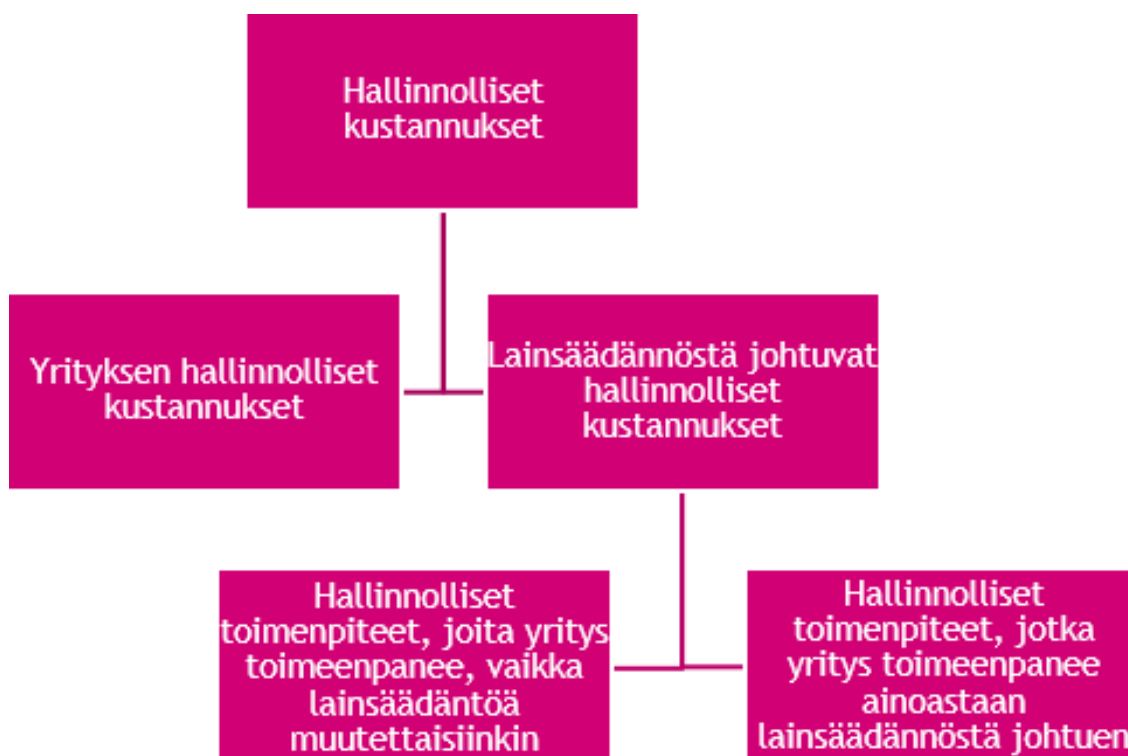 Hallinnolliset
kustannukset
Yrityksen hallinnolliset
kustannukset
Lainsäädännöstä johtuvat
hallinnolliset
kustannukset
Hallinnolliset
toimenpiteet, joita yritys
toimeenpanee, vaikka
lainsäädäntöä
muutettaisiinkin
Hallinnolliset
toimenpiteet, jotka
yritys toimeenpanee
ainoastaan
lainsäädännöstä johtuen